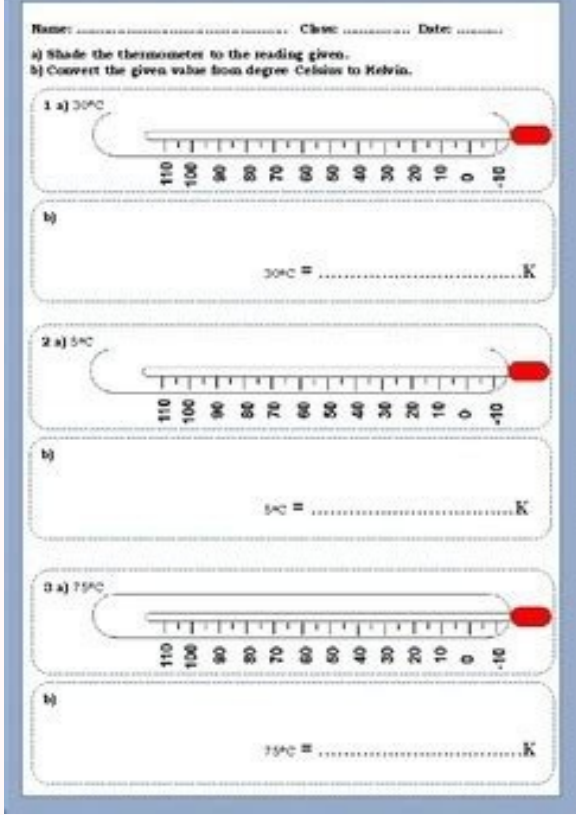 Name: ................................................ Class: ............... Date: ..........
a) Shade the thermometer to the reading given.
b) Convert the given value from degree Celsius to Kelvin.
1 a) 30°C
110 100 90 80 70 60 50 40 30 20 10 0 -10
b)
30°C = ................................K
2 a) 5°C
110 100 90 80 70 60 50 40 30 20 10 0 -10
b)
5°C = ................................K
3 a) 75°C
110 100 90 80 70 60 50 40 30 20 10 0 -10
b)
75°C = ................................K